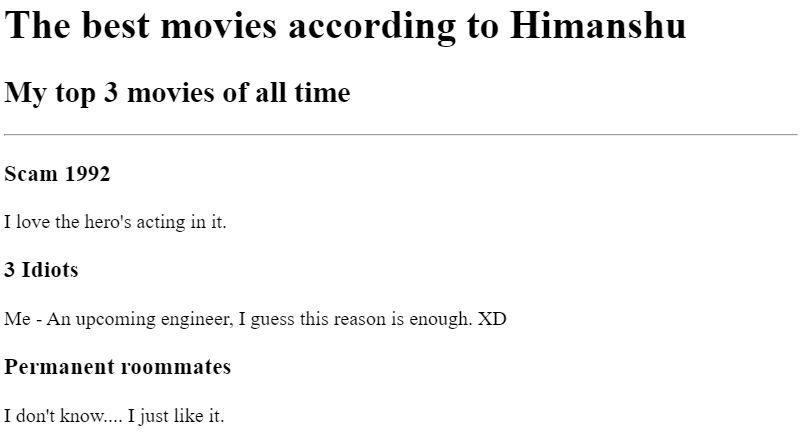 The best movies according to Himanshu
My top 3 movies of all time
Scam 1992
I love the hero's acting in it.
3 Idiots
Me - An upcoming engineer, I guess this reason is enough. XD
Permanent roommates
I don't know.... I just like it.